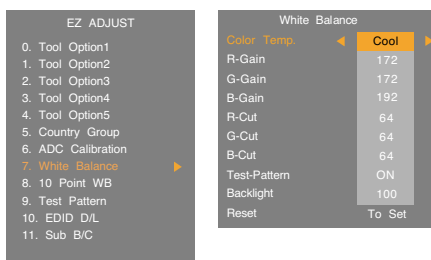 EZ ADJUST
0. Tool Option1
1. Tool Option2
2. Tool Option3
3. Tool Option4
4. Tool Option5
5. Country Group
6. ADC Calibration
7. White Balance
8. 10 Point WB
9. Test Pattern
10. EDID D/L
11. Sub B/C
White Balance
Color Temp. Cool
R-Gain 172
G-Gain 172
B-Gain 192
R-Cut 64
G-Cut 64
B-Cut 64
Test-Pattern ON
Backlight 100
Reset To Set